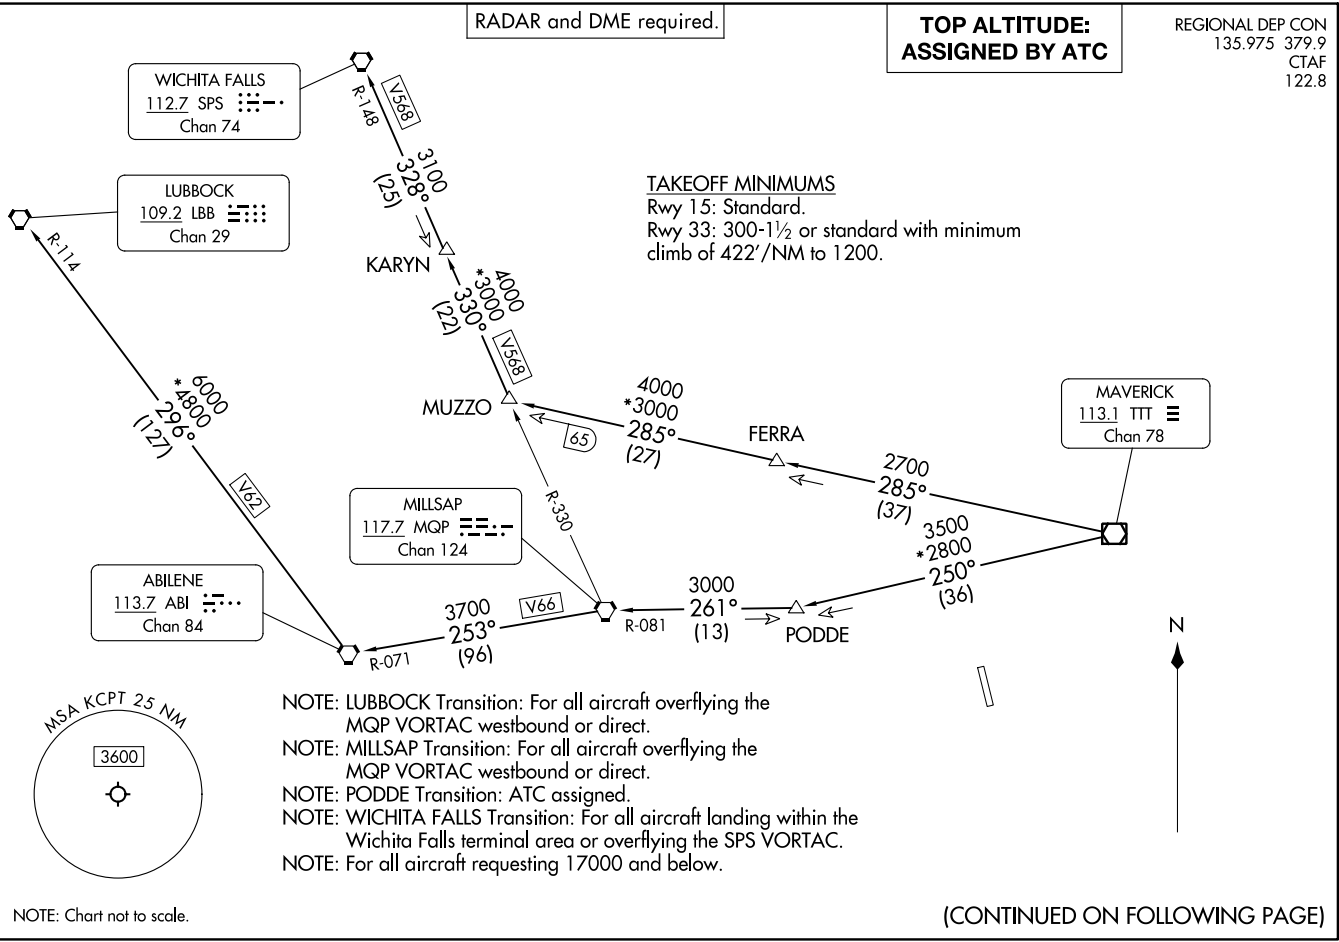 RADAR and DME required.
TOP ALTITUDE:
ASSIGNED BY ATC
REGIONAL DEP CON
135.975 379.9
CTAF
122.8
WICHITA FALLS
112.7 SPS
Chan 74
R-148
V568
3100
328°
(25)
LUBBOCK
109.2 LBB
Chan 29
R-114
KARYN
TAKEOFF MINIMUMS
Rwy 15: Standard.
Rwy 33: 300-1½ or standard with minimum
climb of 422'/NM to 1200.
4000
*3000
330°
(22)
V568
MUZZO
6000
*4800
296°
(127)
V62
4000
*3000
285°
(27)
65
FERRA
2700
285°
(37)
MAVERICK
113.1 TTT
Chan 78
MILLSAP
117.7 MQP
Chan 124
R-330
3500
*2800
250°
(36)
ABILENE
113.7 ABI
Chan 84
3700
253°
(96)
V66
R-071
R-081
3000
261°
(13)
PODDE
N
MSA KCPT 25 NM
3600
NOTE: LUBBOCK Transition: For all aircraft overflying the
MQP VORTAC westbound or direct.
NOTE: MILLSAP Transition: For all aircraft overflying the
MQP VORTAC westbound or direct.
NOTE: PODDE Transition: ATC assigned.
NOTE: WICHITA FALLS Transition: For all aircraft landing within the
Wichita Falls terminal area or overflying the SPS VORTAC.
NOTE: For all aircraft requesting 17000 and below.
NOTE: Chart not to scale.
(CONTINUED ON FOLLOWING PAGE)